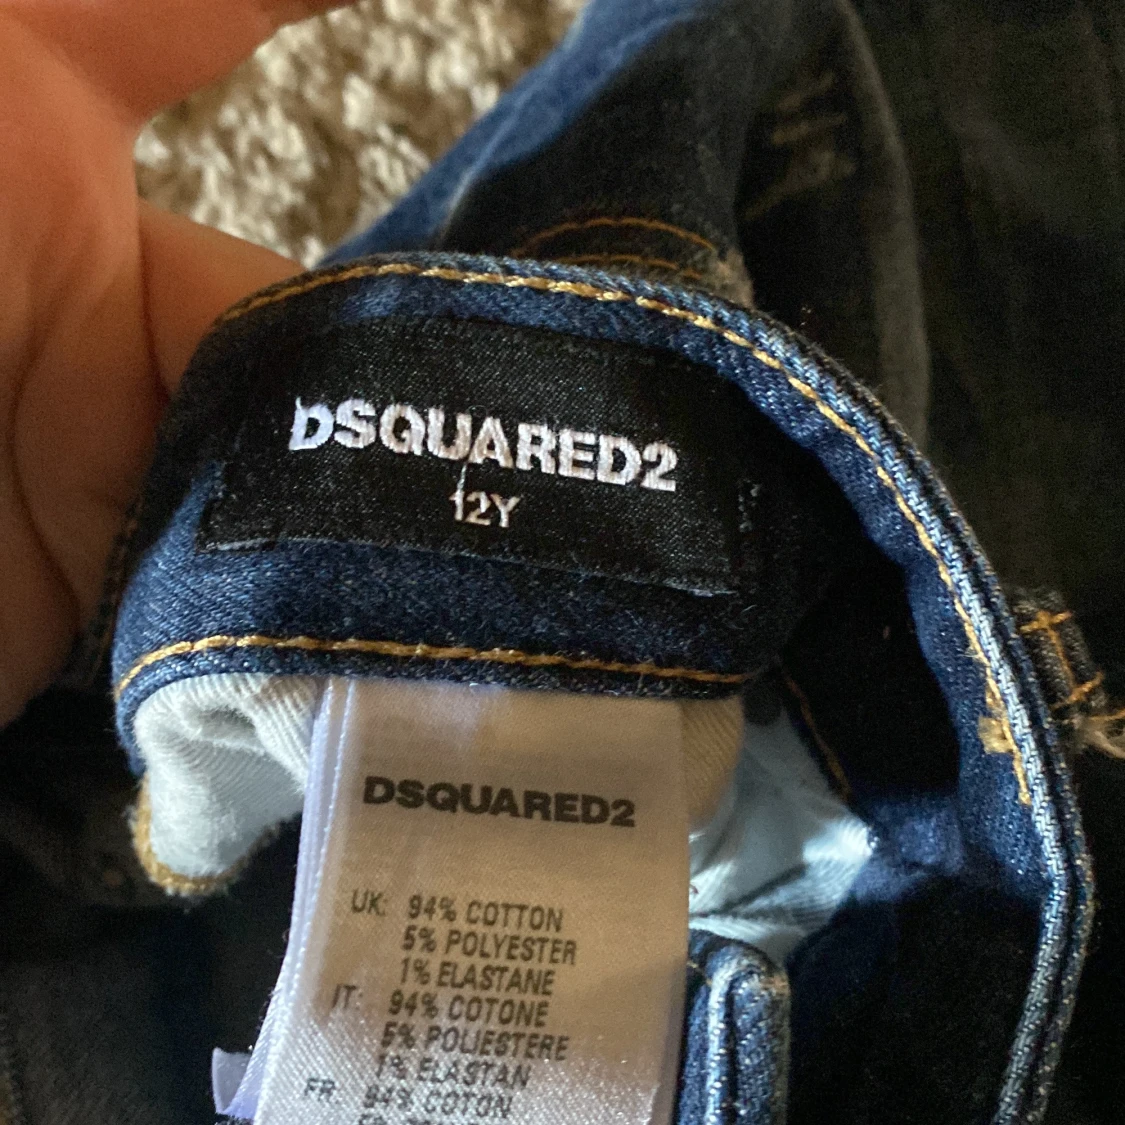 DSQUARED2
12Y
DSQUARED2
UK: 94% COTTON
5% POLYESTER
1% ELASTANE
IT: 94% COTONE
5% POLIESTERE
1% ELASTAN
FR: 94% COTON